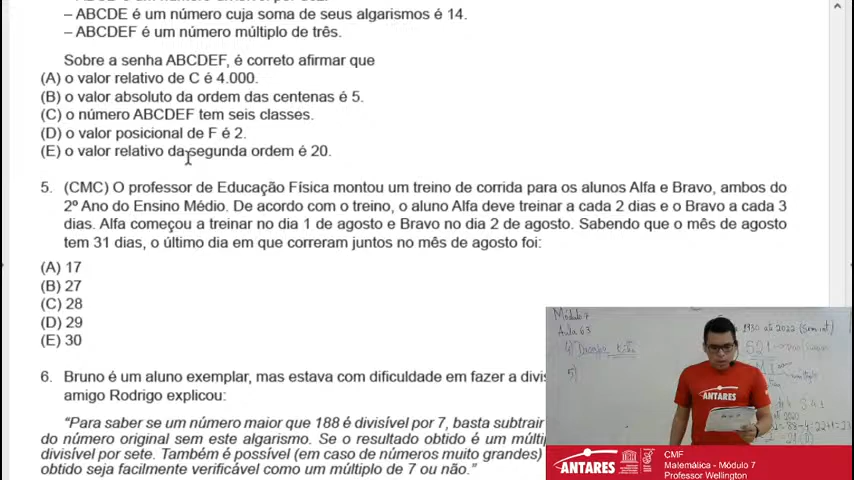 – ABCDE é um número cuja soma de seus algarismos é 14.
– ABCDEF é um número múltiplo de três.
Sobre a senha ABCDEF, é correto afirmar que
(A) o valor relativo de C é 4.000.
(B) o valor absoluto da ordem das centenas é 5.
(C) o número ABCDEF tem seis classes.
(D) o valor posicional de F é 2.
(E) o valor relativo da segunda ordem é 20.
5. (CMC) O professor de Educação Física montou um treino de corrida para os alunos Alfa e Bravo, ambos do
2º Ano do Ensino Médio. De acordo com o treino, o aluno Alfa deve treinar a cada 2 dias e o Bravo a cada 3
dias. Alfa começou a treinar no dia 1 de agosto e Bravo no dia 2 de agosto. Sabendo que o mês de agosto
tem 31 dias, o último dia em que correram juntos no mês de agosto foi:
(A) 17
(B) 27
(C) 28
(D) 29
(E) 30
6. Bruno é um aluno exemplar, mas estava com dificuldade em fazer a divis
amigo Rodrigo explicou:
"Para saber se um número maior que 188 é divisível por 7, basta subtrair
do número original sem este algarismo. Se o resultado obtido é um múlti
divisível por sete. Também é possível (em caso de números muito grandes)
obtido seja facilmente verificável como um múltiplo de 7 ou não."
Módulo 7
Aula 63
1930 até 2022
521
5)
ANTARES
ANTARES
CMF
Matemática - Módulo 7
Professor Wellington